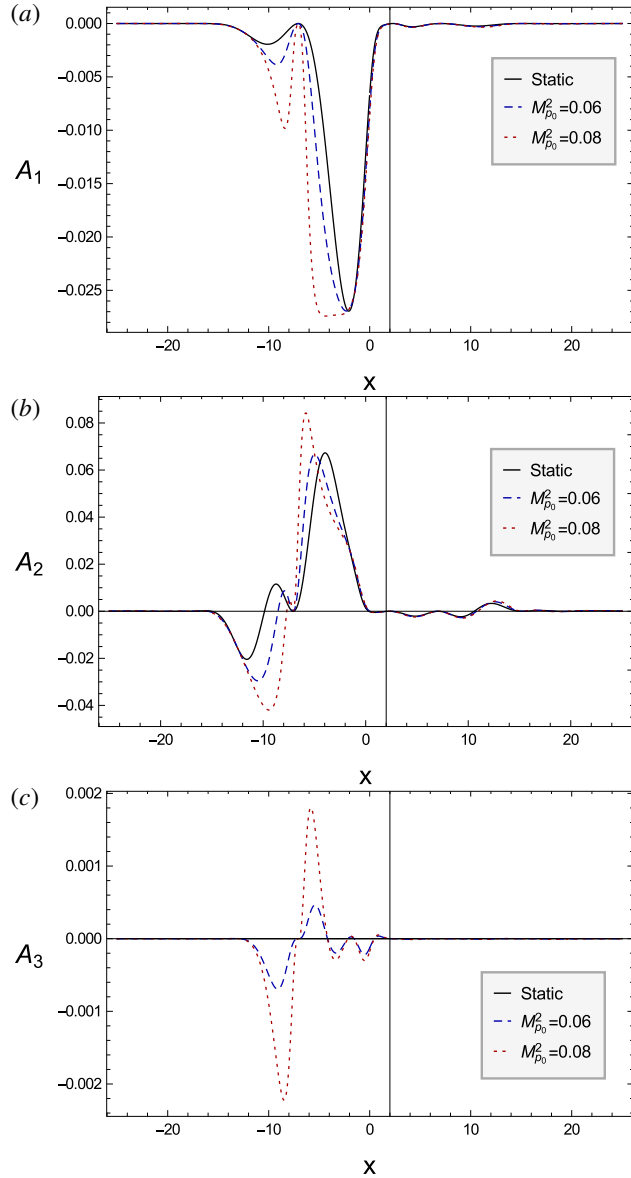 (a)
0.000
−0.005
−0.010
−0.015
−0.020
−0.025
A₁
Static
M²ₚ₀=0.06
M²ₚ₀=0.08
−20 −10 0 10 20
x
(b)
0.08
0.06
0.04
0.02
0.00
−0.02
−0.04
A₂
Static
M²ₚ₀=0.06
M²ₚ₀=0.08
−20 −10 0 10 20
x
(c)
0.002
0.001
0.000
−0.001
−0.002
A₃
Static
M²ₚ₀=0.06
M²ₚ₀=0.08
−20 −10 0 10 20
x